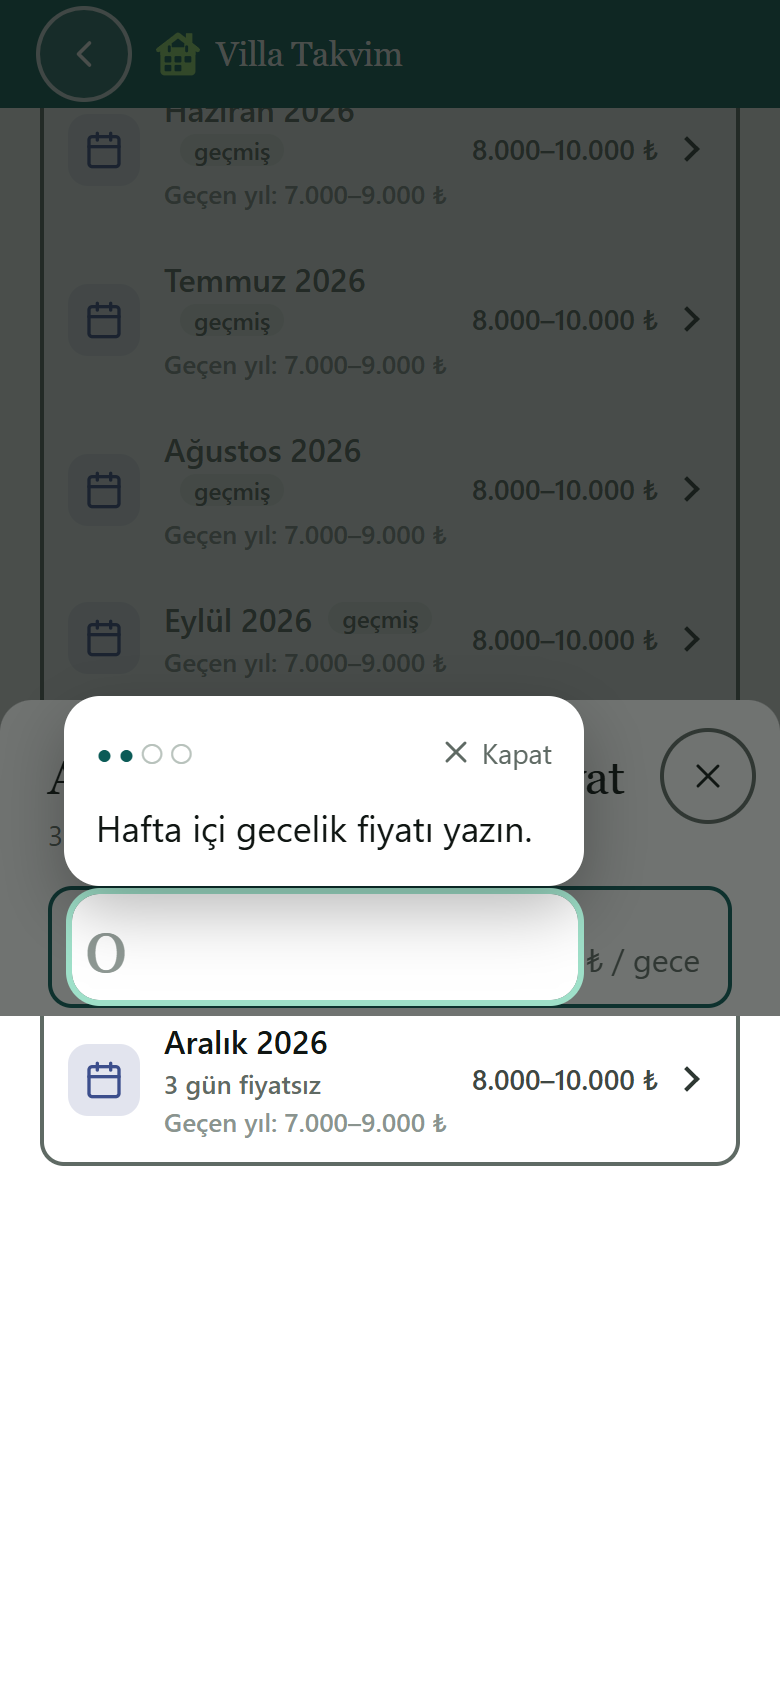 Villa Takvim
Haziran 2026
geçmiş
8.000–10.000 ₺
Geçen yıl: 7.000–9.000 ₺
Temmuz 2026
geçmiş
8.000–10.000 ₺
Geçen yıl: 7.000–9.000 ₺
Ağustos 2026
geçmiş
8.000–10.000 ₺
Geçen yıl: 7.000–9.000 ₺
Eylül 2026 geçmiş
8.000–10.000 ₺
Geçen yıl: 7.000–9.000 ₺
Kapat
Hafta içi gecelik fiyatı yazın.
3
0
₺ / gece
Aralık 2026
3 gün fiyatsız
8.000–10.000 ₺
Geçen yıl: 7.000–9.000 ₺